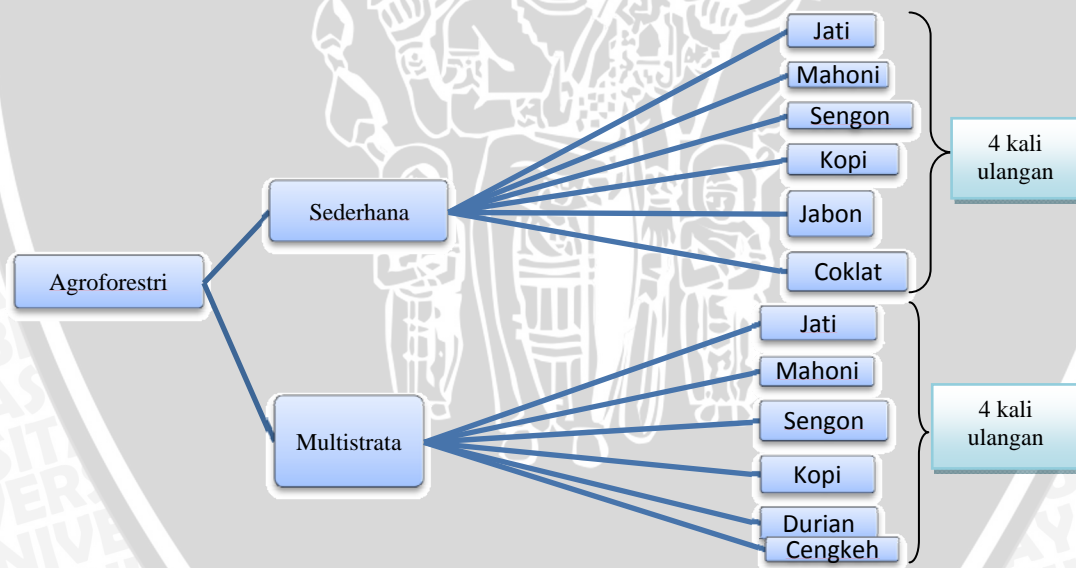 Jati
Mahoni
Sengon
Kopi
Jabon
Coklat
4 kali
ulangan
Sederhana
Agroforestri
Multistrata
Jati
Mahoni
Sengon
Kopi
Durian
Cengkeh
4 kali
ulangan